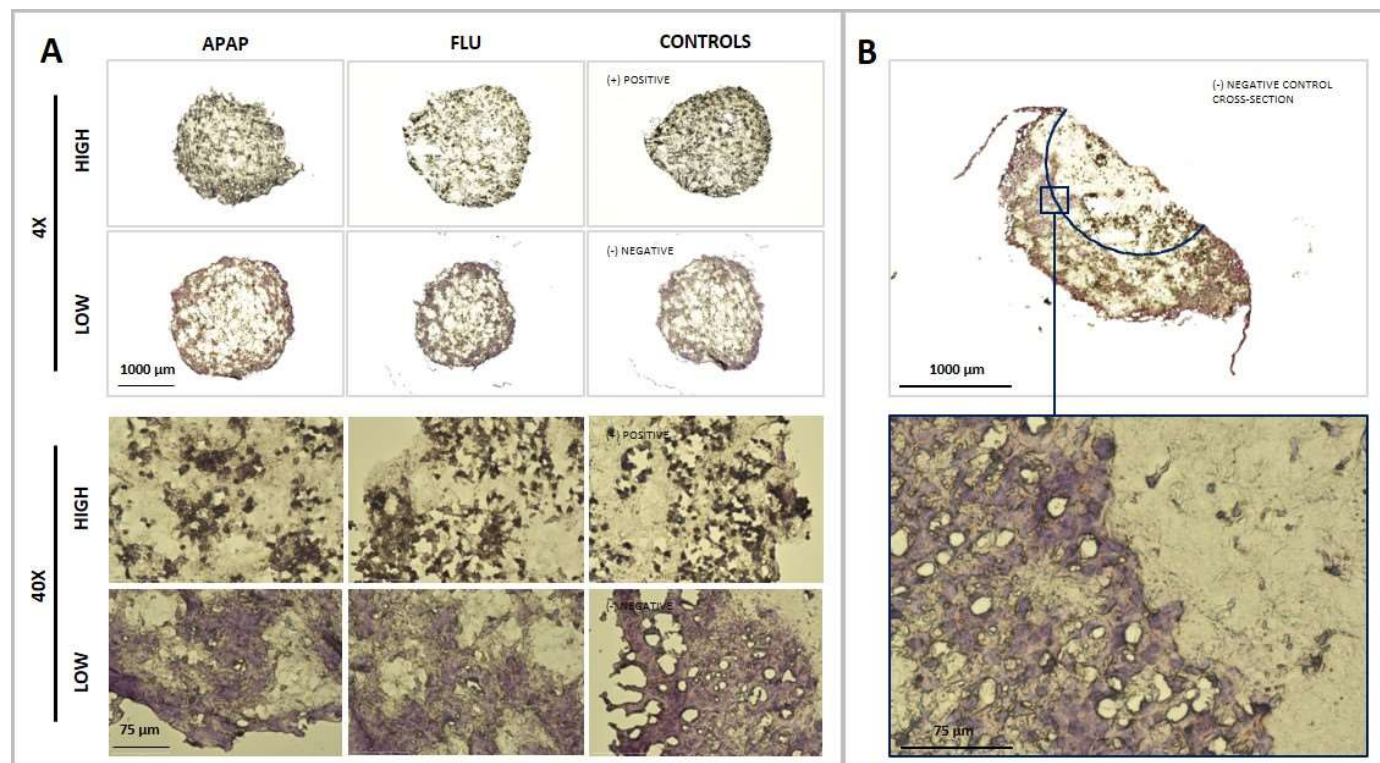 A
APAP
FLU
CONTROLS
4X
HIGH
(+) POSITIVE
LOW
(-) NEGATIVE
1000 µm
40X
HIGH
(+) POSITIVE
LOW
(-) NEGATIVE
75 µm
B
(-) NEGATIVE CONTROL
CROSS-SECTION
1000 µm
75 µm